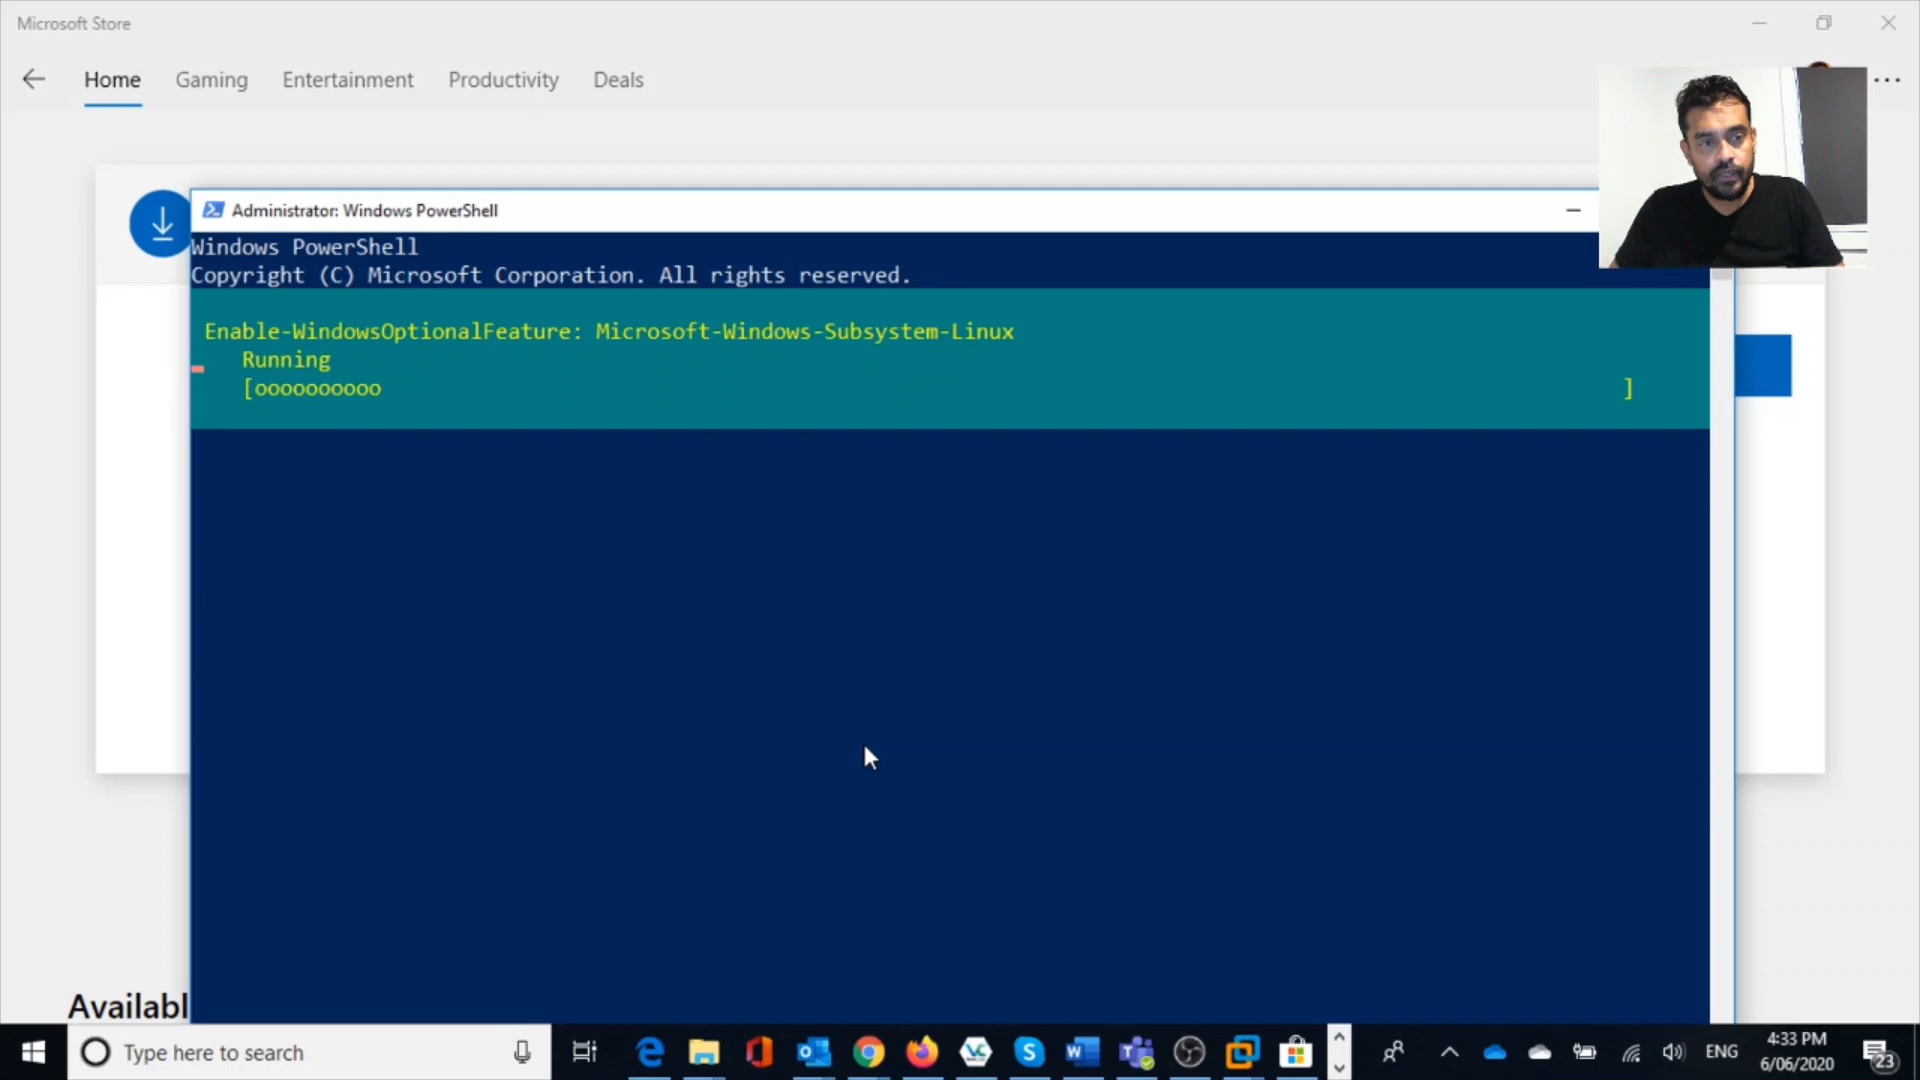 Microsoft Store
Home Gaming Entertainment Productivity Deals
Administrator: Windows PowerShell
Windows PowerShell
Copyright (C) Microsoft Corporation. All rights reserved.
Enable-WindowsOptionalFeature: Microsoft-Windows-Subsystem-Linux
Running
[oooooooooo ]
Availabl
Type here to search
ENG
4:33 PM
6/06/2020
23